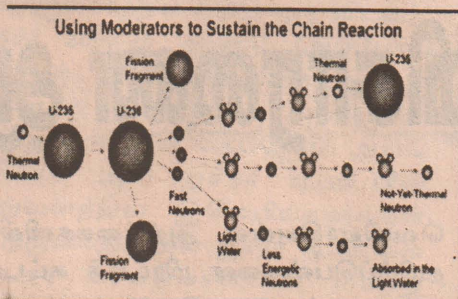 Using Moderators to Sustain the Chain Reaction
Fission
Fragment
Thermal
Neutron
U-235
U-235
U-236
Thermal
Neutron
Fast
Neutrons
Not-Yet-Thermal
Neutron
Light
Water
Less
Energetic
Neutrons
Fission
Fragment
Absorbed in the
Light Water